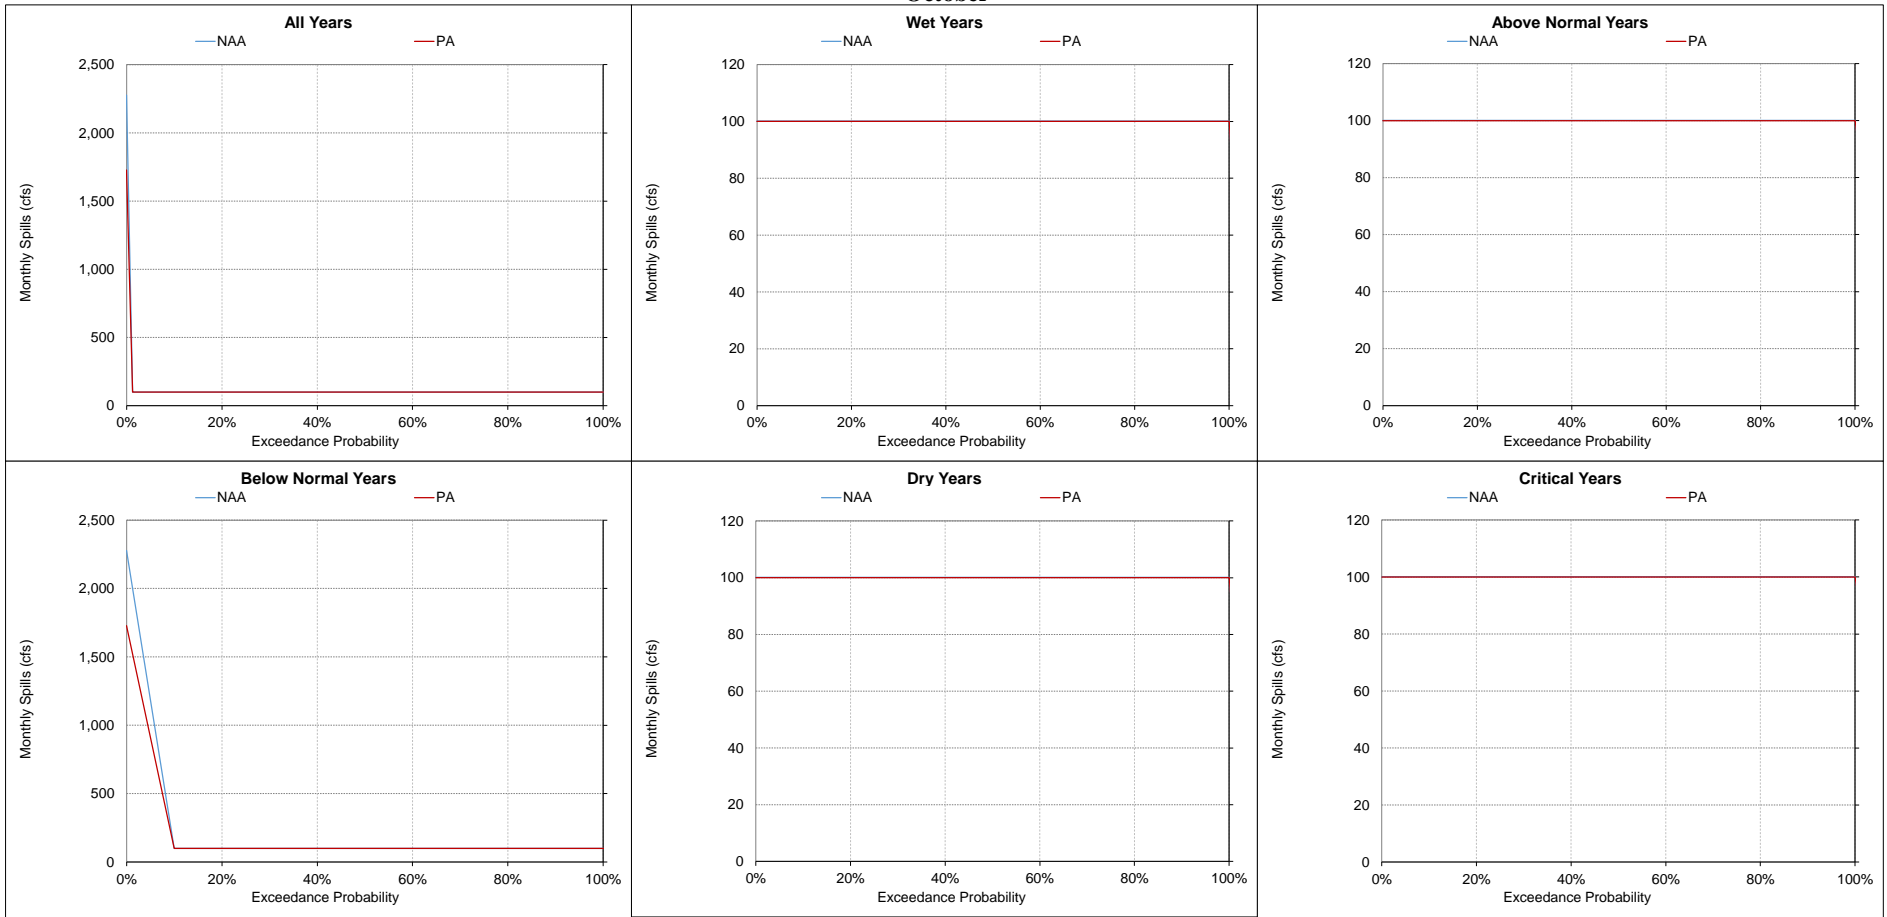 October
All Years
NAA PA
2,500
2,000
1,500
1,000
500
0
0% 20% 40% 60% 80% 100%
Monthly Spills (cfs)
Exceedance Probability
Wet Years
NAA PA
120
100
80
60
40
20
0
0% 20% 40% 60% 80% 100%
Monthly Spills (cfs)
Exceedance Probability
Above Normal Years
NAA PA
120
100
80
60
40
20
0
0% 20% 40% 60% 80% 100%
Monthly Spills (cfs)
Exceedance Probability
Below Normal Years
NAA PA
2,500
2,000
1,500
1,000
500
0
0% 20% 40% 60% 80% 100%
Monthly Spills (cfs)
Exceedance Probability
Dry Years
NAA PA
120
100
80
60
40
20
0
0% 20% 40% 60% 80% 100%
Monthly Spills (cfs)
Exceedance Probability
Critical Years
NAA PA
120
100
80
60
40
20
0
0% 20% 40% 60% 80% 100%
Monthly Spills (cfs)
Exceedance Probability